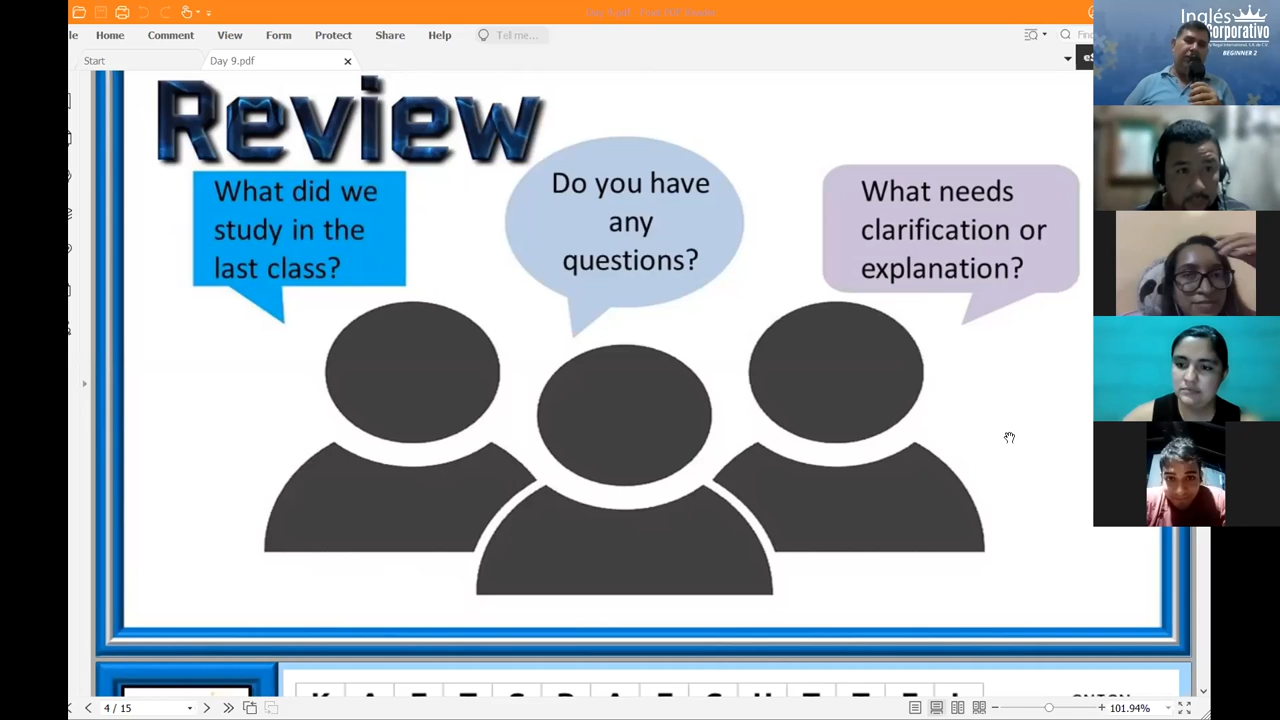 le Home Comment View Form Protect Share Help Tell me...
Start Day 9.pdf
Review
What did we
study in the
last class?
Do you have
any
questions?
What needs
clarification or
explanation?
4 / 15
101.94%
Inglés
Corporativo
BEGINNER 2